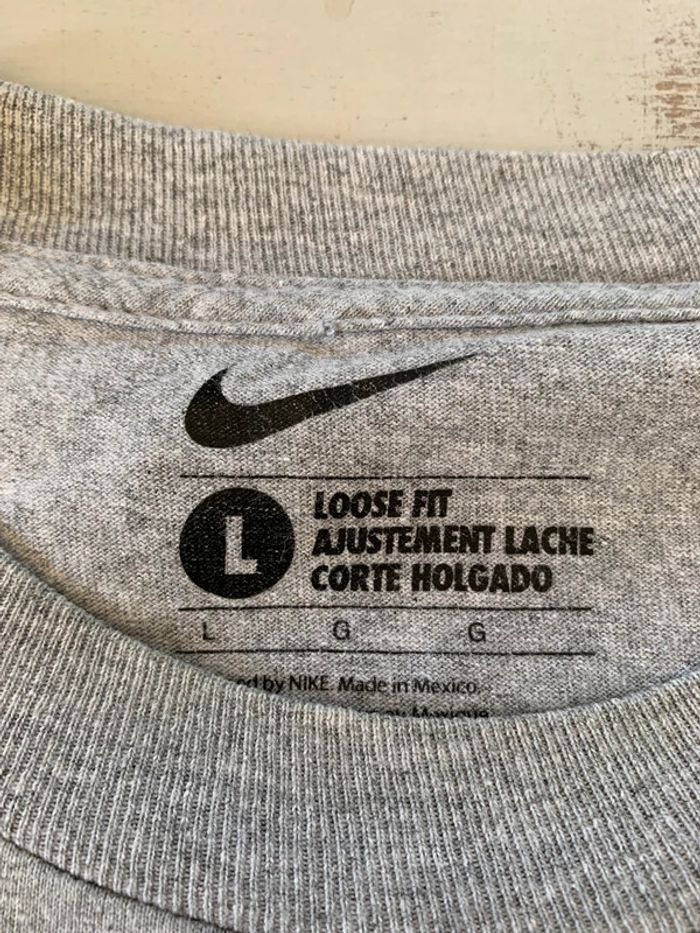 L
LOOSE FIT
AJUSTEMENT LACHE
CORTE HOLGADO
L G G
by NIKE. Made in Mexico.